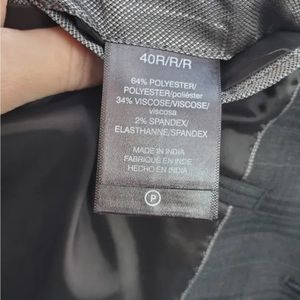 40R/R/R
64% POLYESTER/
POLYESTER/poliéster
34% VISCOSE/VISCOSE/
viscosa
2% SPANDEX/
ELASTHANNE/SPANDEX
MADE IN INDIA
FABRIQUÉ EN INDE
HECHO EN INDIA
P